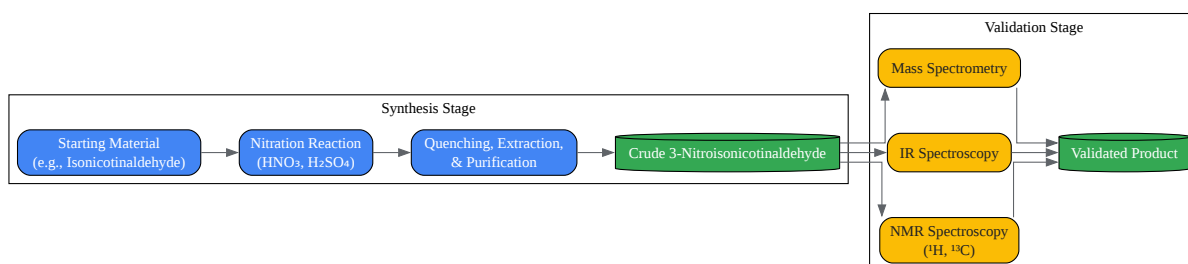 Validation Stage
Mass Spectrometry
Synthesis Stage
Starting Material
(e.g., Isonicotinaldehyde)
Nitration Reaction
(HNO₃, H₂SO₄)
Quenching, Extraction,
& Purification
Crude 3-Nitroisonicotinaldehyde
IR Spectroscopy
Validated Product
NMR Spectroscopy
(¹H, ¹³C)